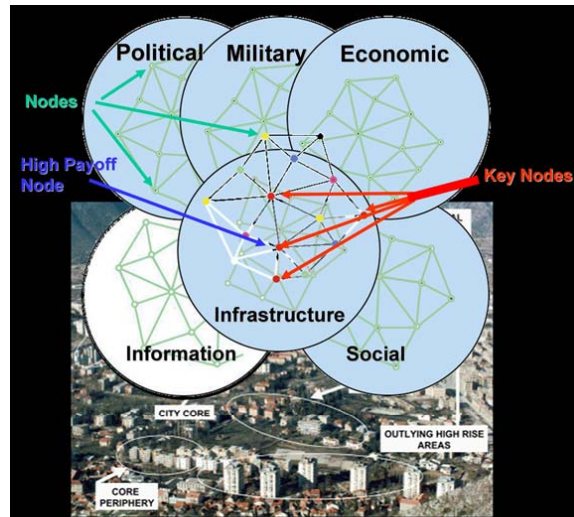 Political
Military
Economic
Nodes
High Payoff
Node
Key Nodes
Infrastructure
Information
Social
CITY CORE
OUTLYING HIGH RISE
AREAS
CORE
PERIPHERY